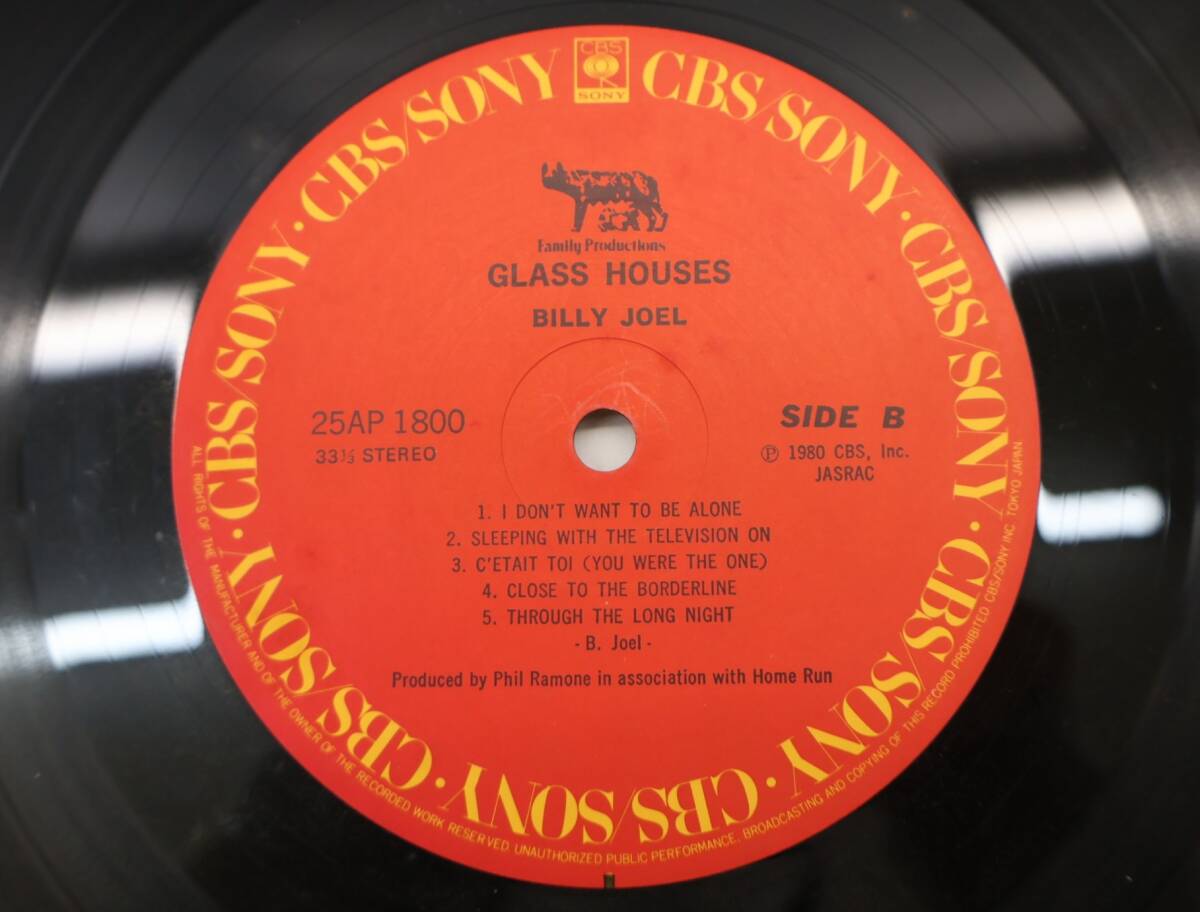 CBS
SONY
CBS/SONY · CBS/SONY · CBS/SONY · CBS/SONY · CBS/SONY · CBS/SONY · CBS/SONY · CBS/SONY · CBS/SONY
Family Productions
GLASS HOUSES
BILLY JOEL
25AP 1800
33⅓ STEREO
SIDE B
℗ 1980 CBS, Inc.
JASRAC
1. I DON'T WANT TO BE ALONE
2. SLEEPING WITH THE TELEVISION ON
3. C'ETAIT TOI (YOU WERE THE ONE)
4. CLOSE TO THE BORDERLINE
5. THROUGH THE LONG NIGHT
- B. Joel -
Produced by Phil Ramone in association with Home Run
ALL RIGHTS OF THE MANUFACTURER AND OF THE OWNER OF THE RECORDED WORK RESERVED. UNAUTHORIZED PUBLIC PERFORMANCE, BROADCASTING AND COPYING OF THIS RECORD PROHIBITED CBS/SONY INC. TOKYO JAPAN